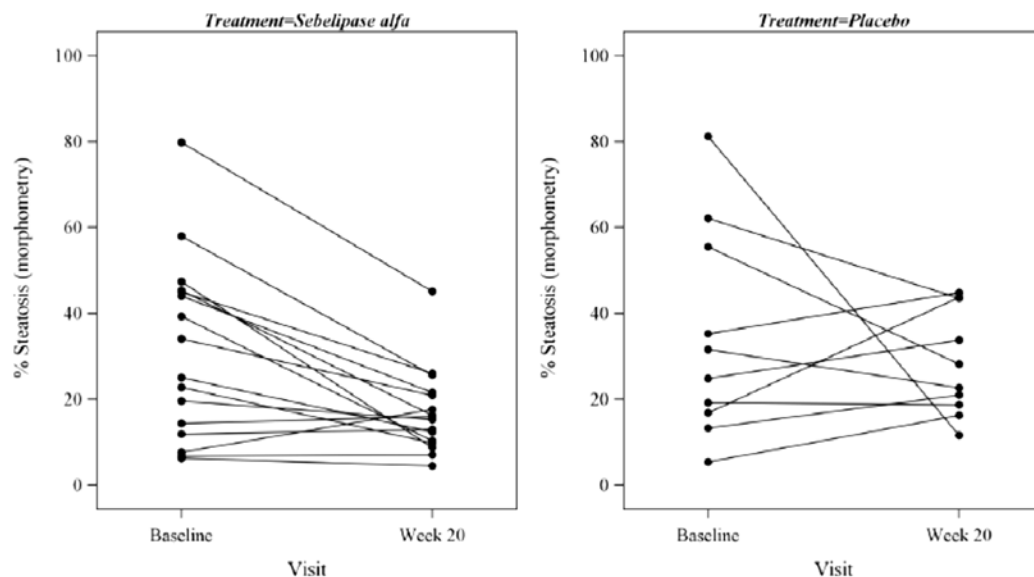 Treatment=Sebelipase alfa
Treatment=Placebo
% Steatosis (morphometry)
100
80
60
40
20
0
Baseline
Week 20
Visit
% Steatosis (morphometry)
100
80
60
40
20
0
Baseline
Week 20
Visit